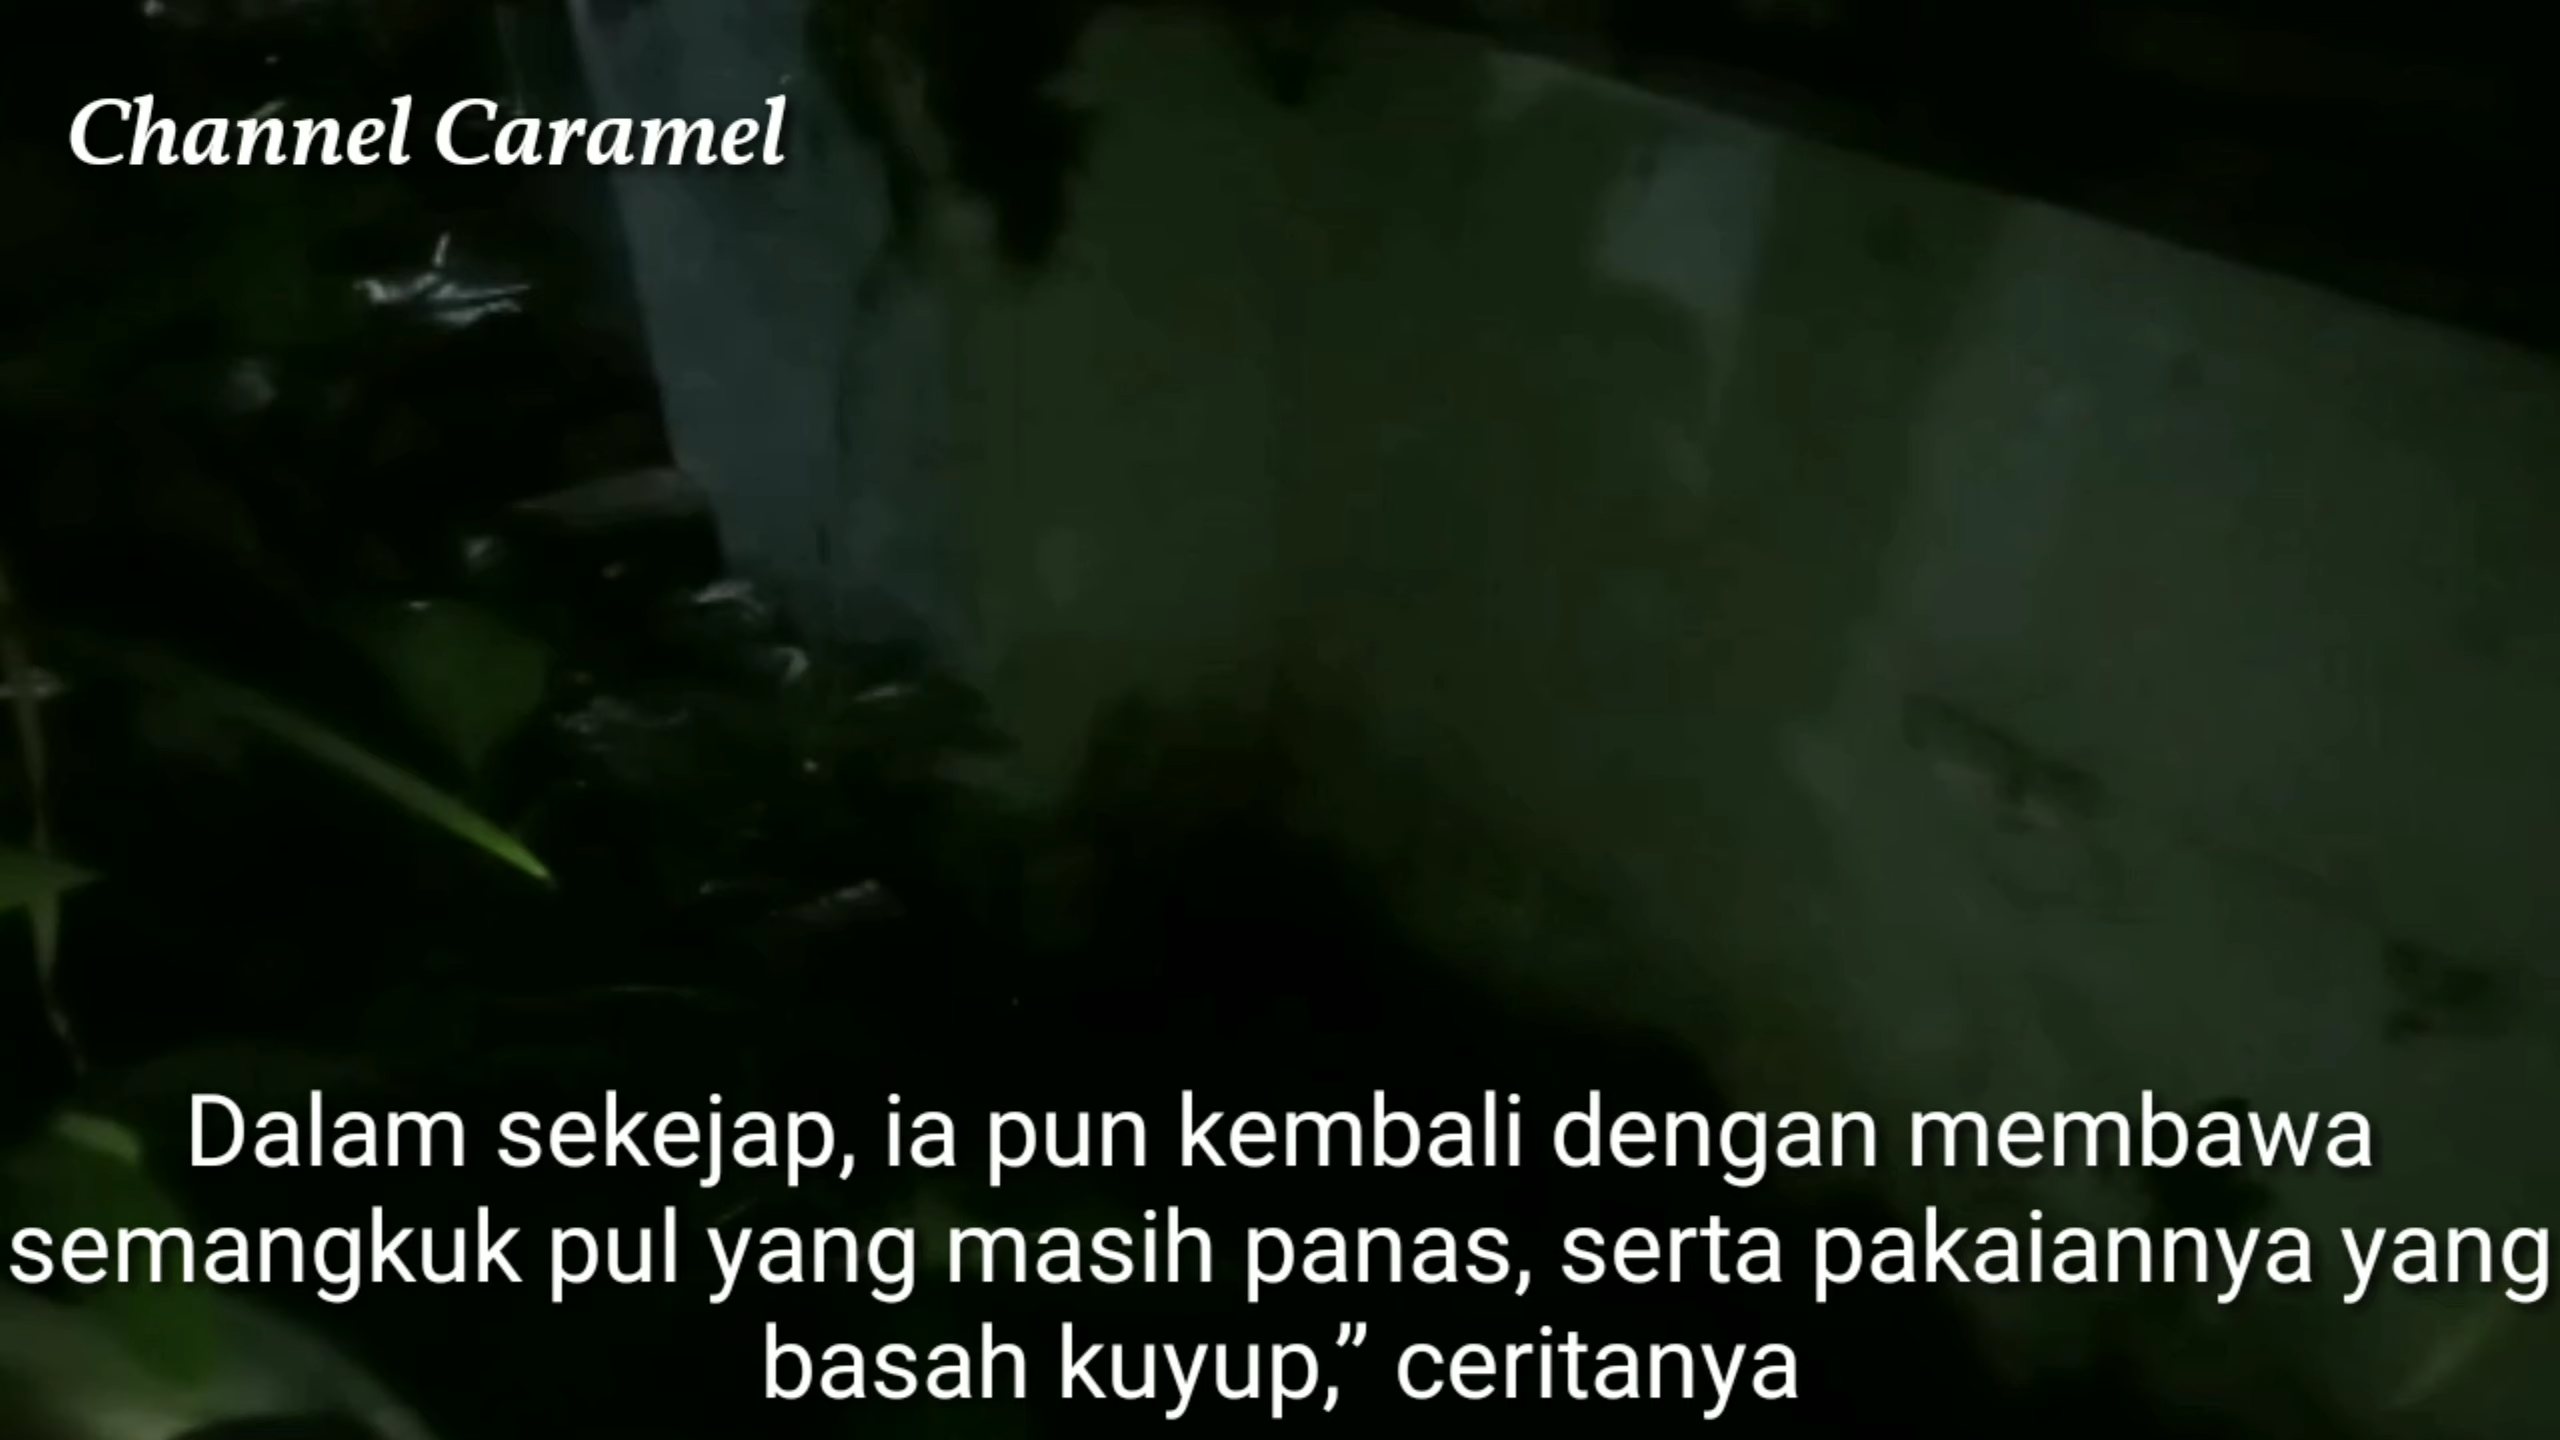 Channel Caramel
Dalam sekejap, ia pun kembali dengan membawa
semangkuk pul yang masih panas, serta pakaiannya yang
basah kuyup,” ceritanya